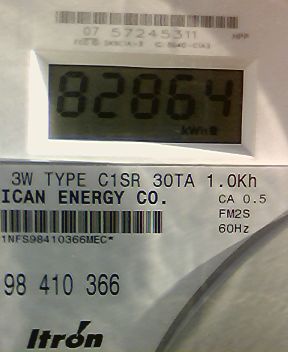 07 57245311
82864
kWh
3W TYPE C1SR 30TA 1.0Kh
ICAN ENERGY CO.
CA 0.5
FM2S
60Hz
1NFS98410366MEC*
98 410 366
Itron